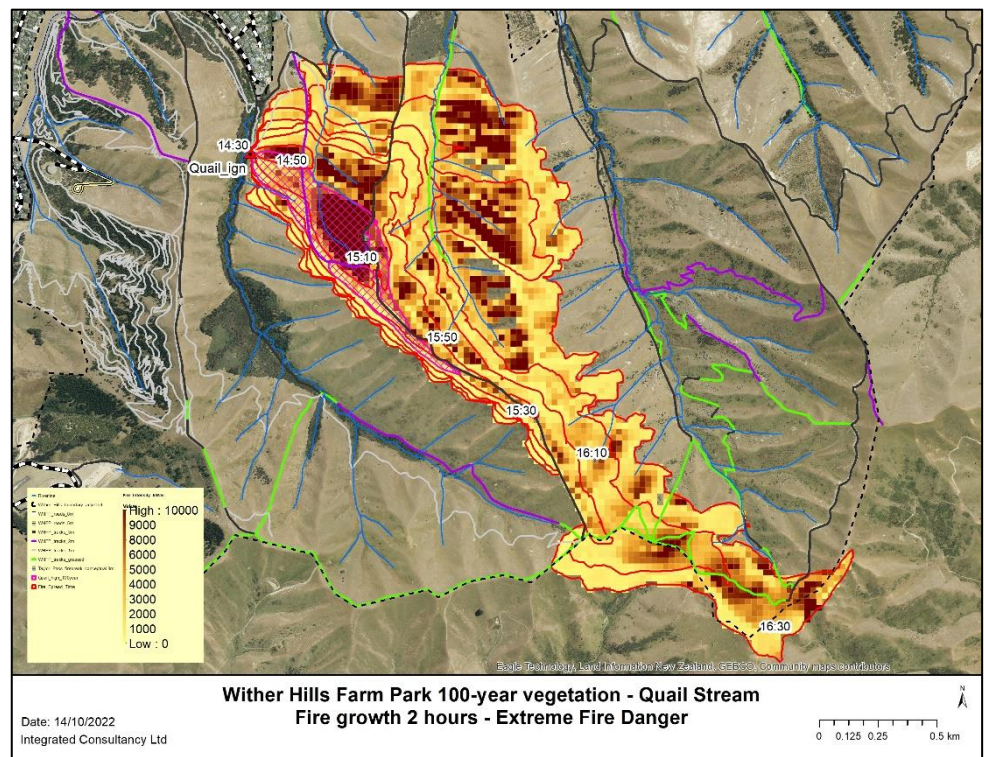 14:30
Quail_ign
14:50
15:10
15:50
15:30
16:10
16:30
High : 10000
9000
8000
7000
6000
5000
4000
3000
2000
1000
Low : 0
Eagle Technology, Land Information New Zealand, GEBCO, Community maps contributors
Wither Hills Farm Park 100-year vegetation - Quail Stream
Fire growth 2 hours - Extreme Fire Danger
Date: 14/10/2022
Integrated Consultancy Ltd
N
0 0.125 0.25 0.5 km